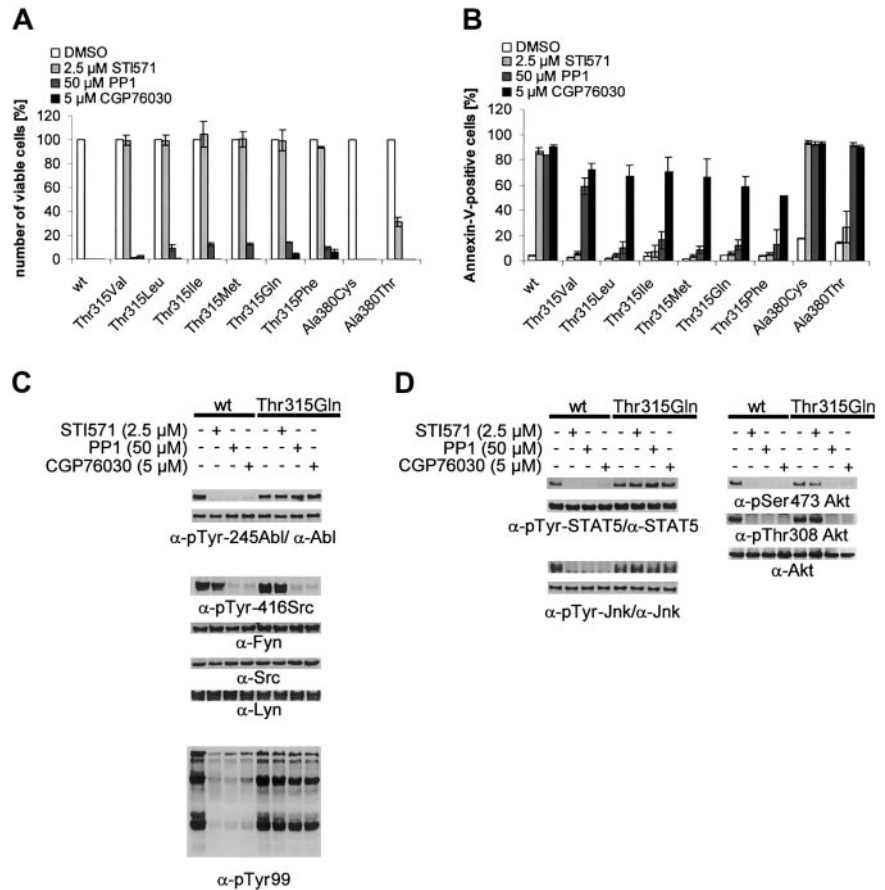 A
DMSO
2.5 µM STI571
50 µM PP1
5 µM CGP76030
number of viable cells [%]
120
100
80
60
40
20
0
wt
Thr315Val
Thr315Leu
Thr315Ile
Thr315Met
Thr315Gln
Thr315Phe
Ala380Cys
Ala380Thr
B
DMSO
2.5 µM STI571
50 µM PP1
5 µM CGP76030
Annexin-V-positive cells [%]
120
100
80
60
40
20
0
wt
Thr315Val
Thr315Leu
Thr315Ile
Thr315Met
Thr315Gln
Thr315Phe
Ala380Cys
Ala380Thr
C
wt Thr315Gln
STI571 (2.5 µM) - + - - - + - -
PP1 (50 µM) - - + - - - + -
CGP76030 (5 µM) - - - + - - - +
α-pTyr-245Abl/ α-Abl
α-pTyr-416Src
α-Fyn
α-Src
α-Lyn
α-pTyr99
D
wt Thr315Gln
STI571 (2.5 µM) - + - - - + - -
PP1 (50 µM) - - + - - - + -
CGP76030 (5 µM) - - - + - - - +
α-pTyr-STAT5/α-STAT5
α-pTyr-Jnk/α-Jnk
wt Thr315Gln
- + - - - + - -
- - + - - - + -
- - - + - - - +
α-pSer473 Akt
α-pThr308 Akt
α-Akt